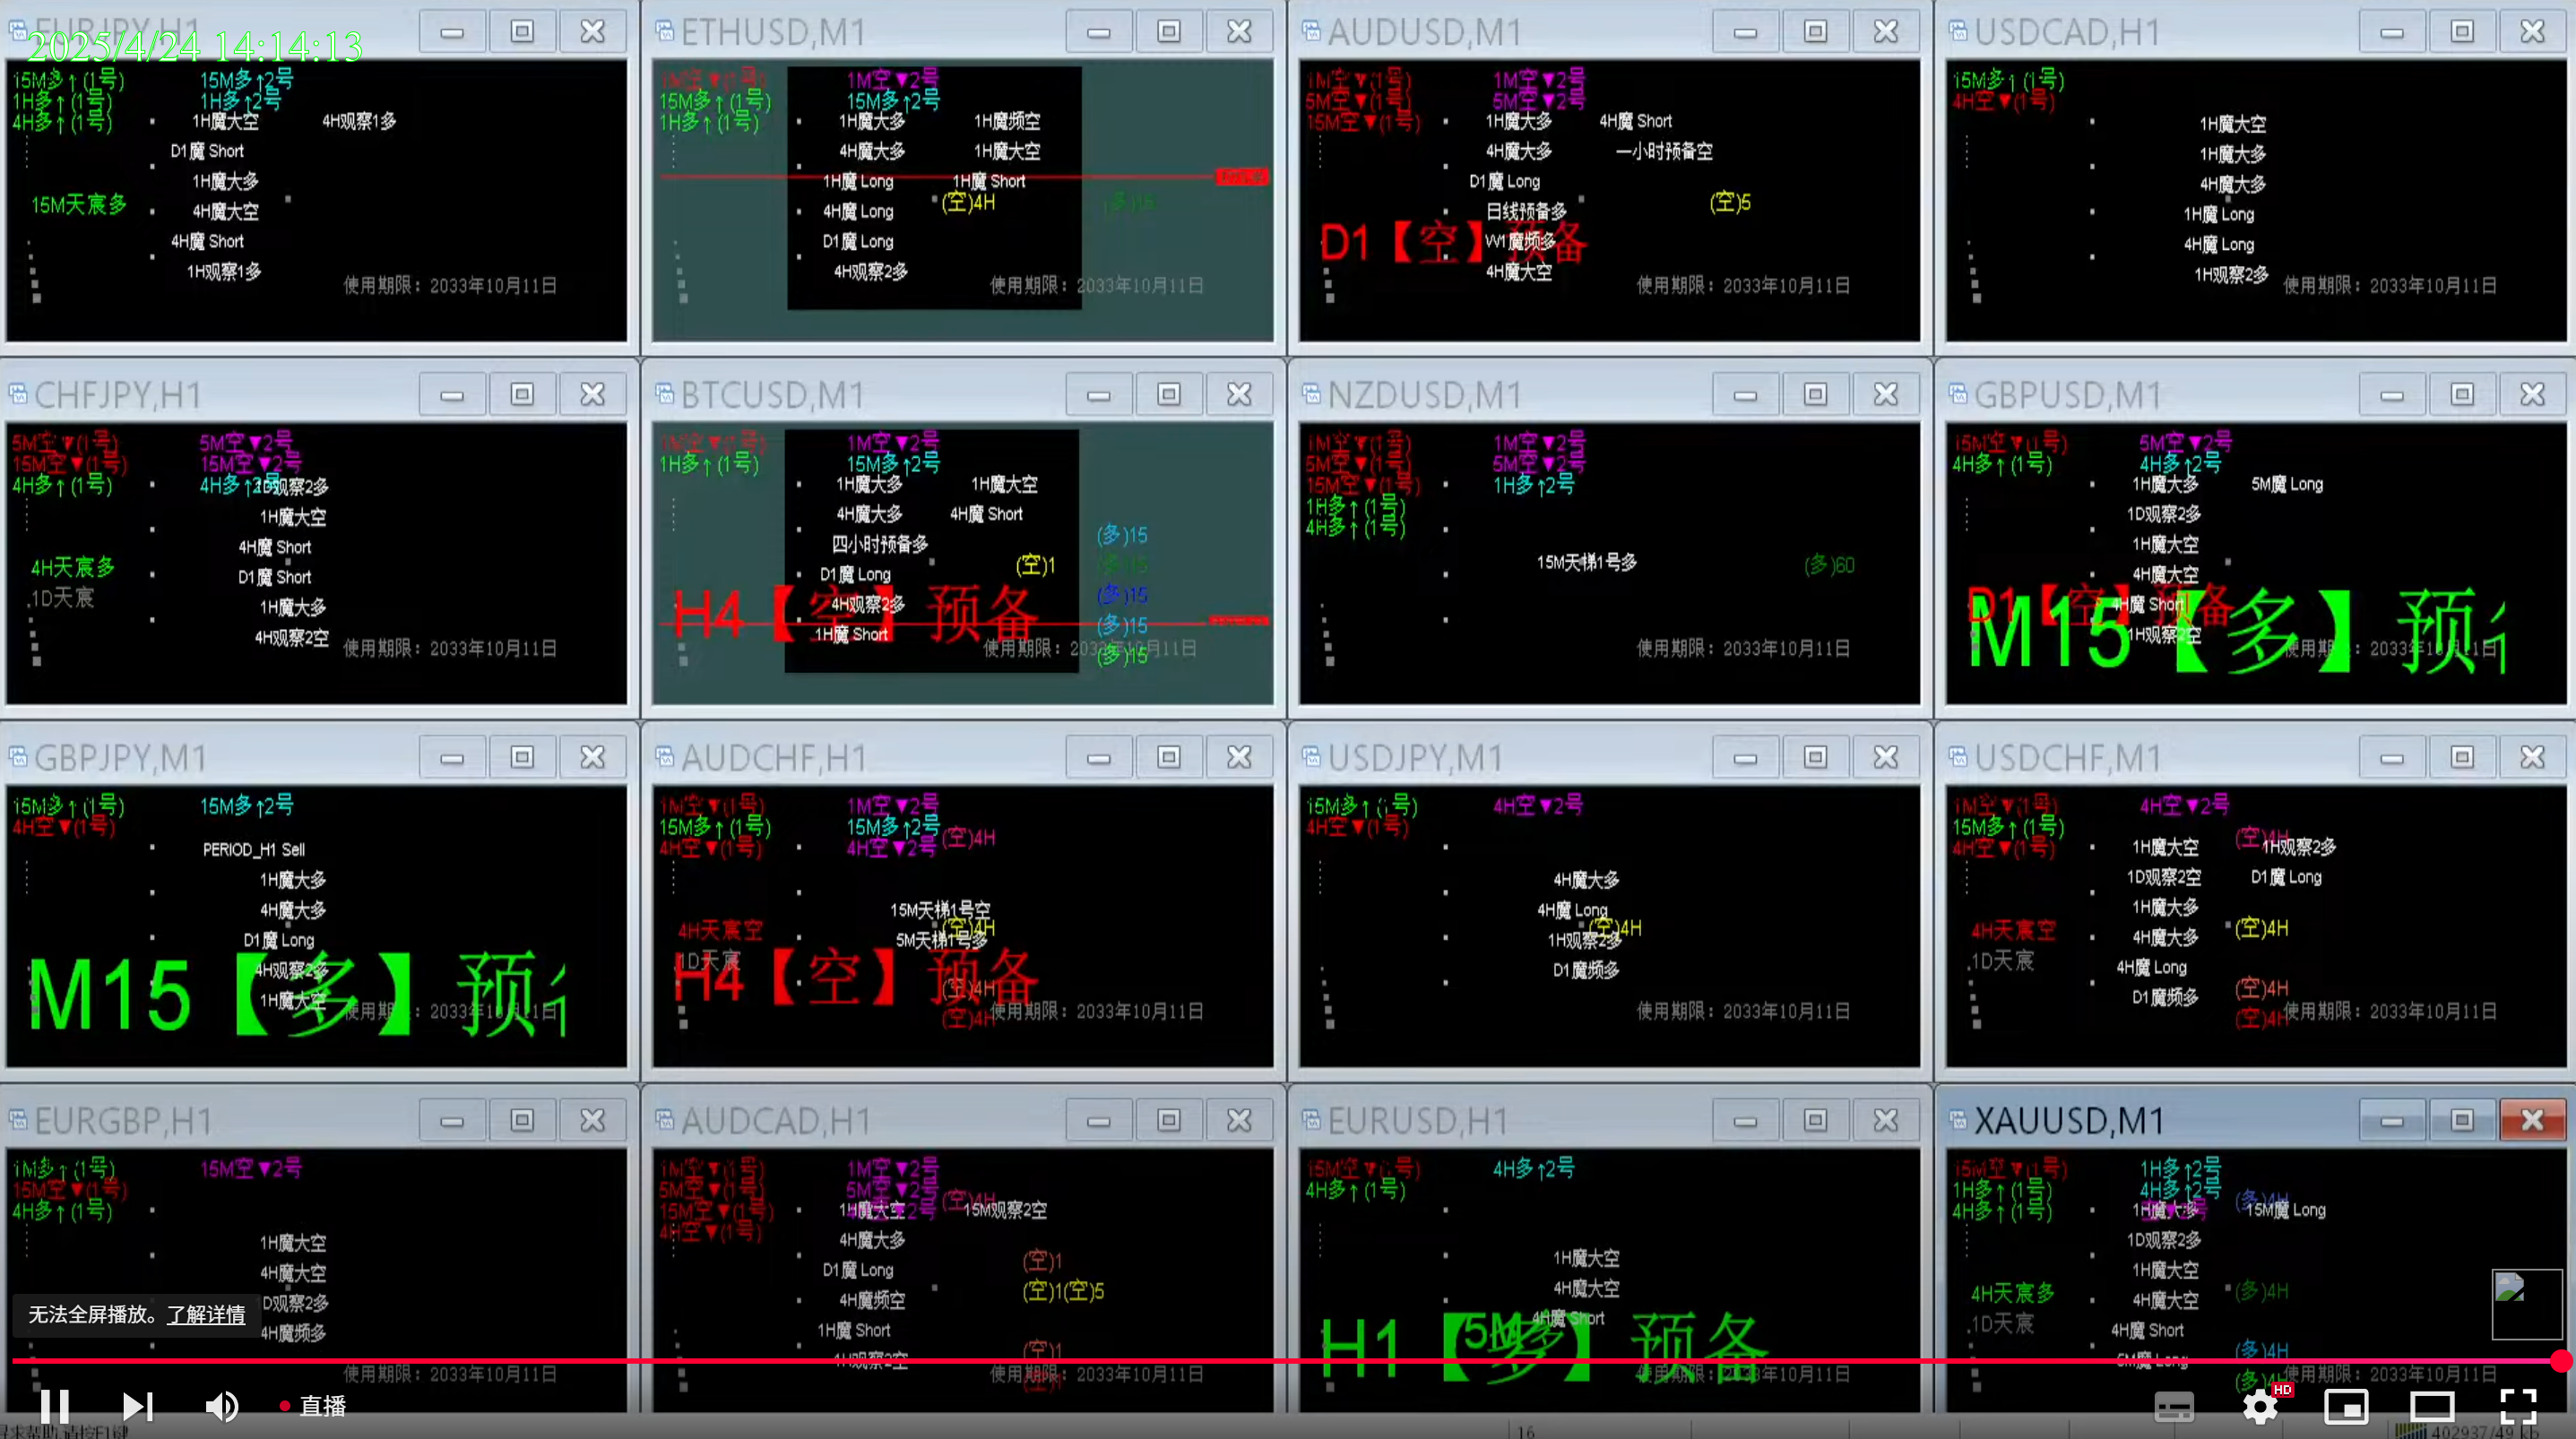 EURJPY,H1
2025/4/24 14:14:13
15M多↑(1号) 15M多↑2号
1H多↑(1号) 1H多↑2号
4H多↑(1号)
1H魔大空 4H观察1多
D1魔 Short
1H魔大多
15M天宸多
4H魔大空
4H魔 Short
1H观察1多
使用期限：2033年10月11日
ETHUSD,M1
1M空▼(1号) 1M空▼2号
15M多↑(1号) 15M多↑2号
1H多↑(1号)
1H魔大多 1H魔频空
4H魔大多 1H魔大空
1H魔 Long 1H魔 Short
(空)4H (多)15
4H魔 Long
D1魔 Long
4H观察2多
使用期限：2033年10月11日
AUDUSD,M1
1M空▼(1号) 1M空▼2号
5M空▼(1号) 5M空▼2号
15M空▼(1号)
1H魔大多 4H魔 Short
4H魔大多 一小时预备空
D1魔 Long
日线预备多 (空)5
D1【空】预备
W1魔频多
4H魔大空
使用期限：2033年10月11日
USDCAD,H1
15M多↑(1号)
4H空▼(1号)
1H魔大空
1H魔大多
4H魔大多
1H魔 Long
4H魔 Long
1H观察2多
使用期限：2033年10月11日
CHFJPY,H1
5M空▼(1号) 5M空▼2号
15M空▼(1号) 15M空▼2号
4H多↑(1号) 4H多↑2号
1D观察2多
1H魔大空
4H魔 Short
4H天宸多
D1魔 Short
1D天宸
1H魔大多
4H观察2空
使用期限：2033年10月11日
BTCUSD,M1
1M空▼(1号) 1M空▼2号
1H多↑(1号) 15M多↑2号
1H魔大多 1H魔大空
4H魔大多 4H魔 Short
四小时预备多 (多)15
(空)1 (多)15
D1魔 Long
(多)15
4H观察2多
H4【空】预备
(多)15
1H魔 Short
(多)15
使用期限：2033年10月11日
NZDUSD,M1
1M空▼(1号) 1M空▼2号
5M空▼(1号) 5M空▼2号
15M空▼(1号) 1H多↑2号
1H多↑(1号)
4H多↑(1号)
15M天梯1号多 (多)60
使用期限：2033年10月11日
GBPUSD,M1
15M空▼(1号) 5M空▼2号
4H多↑(1号) 4H多↑2号
1H魔大多 5M魔 Long
1D观察2多
1H魔大空
4H魔大空
D1【空】预备
4H魔 Short
M15【多】预
1H观察2空
使用期限：2033年10月11日
GBPJPY,M1
15M多↑(1号) 15M多↑2号
4H空▼(1号)
PERIOD_H1 Sell
1H魔大多
4H魔大多
D1魔 Long
4H观察2多
M15【多】预
1H魔大空
使用期限：2033年10月11日
AUDCHF,H1
1M空▼(1号) 1M空▼2号
15M多↑(1号) 15M多↑2号
4H空▼(1号) 4H空▼2号
(空)4H
15M天梯1号空
4H天宸空 (空)4H
5M天梯1号多
1D天宸
H4【空】预备
(空)4H
(空)4H
使用期限：2033年10月11日
USDJPY,M1
15M多↑(1号) 4H空▼2号
4H空▼(1号)
4H魔大多
4H魔 Long
(空)4H
1H观察2多
D1魔频多
使用期限：2033年10月11日
USDCHF,M1
1M空▼(1号) 4H空▼2号
15M多↑(1号)
4H空▼(1号)
(空)4H
1H魔大空 1H观察2多
1D观察2空 D1魔 Long
1H魔大多
4H天宸空 (空)4H
4H魔大多
1D天宸
4H魔 Long
(空)4H
D1魔频多
(空)4H
使用期限：2033年10月11日
EURGBP,H1
1M多↑(1号) 15M空▼2号
15M空▼(1号)
4H多↑(1号)
1H魔大空
4H魔大空
1D观察2多
4H魔频多
使用期限：2033年10月11日
AUDCAD,H1
1M空▼(1号) 1M空▼2号
5M空▼(1号) 5M空▼2号
15M空▼(1号) 15M空▼2号
4H空▼(1号)
(空)4H
1H魔大空 15M观察2空
4H魔大多
D1魔 Long (空)1
4H魔频空 (空)1(空)5
1H魔 Short
1H观察2空 (空)1
(空)1
使用期限：2033年10月11日
EURUSD,H1
15M空▼(1号) 4H多↑2号
4H多↑(1号)
1H魔大空
4H魔大空
4H魔 Short
H1【多】预备
5M多
使用期限：2033年10月11日
XAUUSD,M1
15M空▼(1号) 1H多↑2号
1H多↑(1号) 4H多↑2号
4H多↑(1号)
(多)4H
1H魔大多 15M魔 Long
1D观察2多
1H魔大空
4H天宸多 (多)4H
4H魔大空
1D天宸
4H魔 Short
(多)4H
5M魔 Long
(多)4H
使用期限：2033年10月11日
无法全屏播放。了解详情
直播
HD
16
402937/49 kb